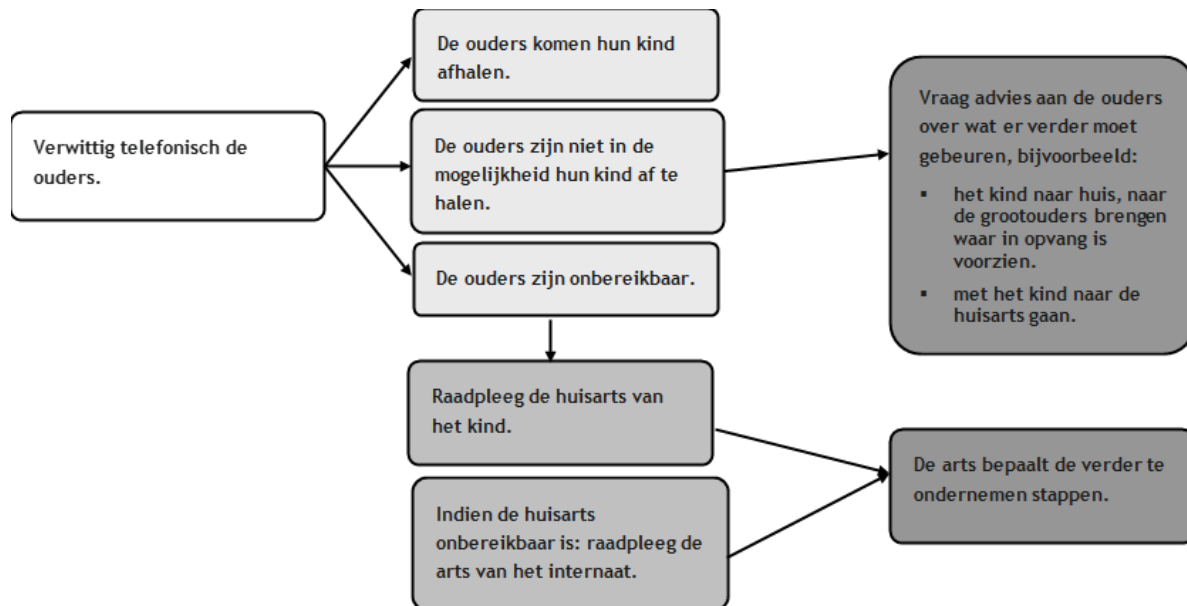 Verwittig telefonisch de
ouders.
De ouders komen hun kind
afhalen.
De ouders zijn niet in de
mogelijkheid hun kind af te
halen.
De ouders zijn onbereikbaar.
Vraag advies aan de ouders
over wat er verder moet
gebeuren, bijvoorbeeld:
▪ het kind naar huis, naar
de grootouders brengen
waar in opvang is
voorzien.
▪ met het kind naar de
huisarts gaan.
Raadpleeg de huisarts van
het kind.
Indien de huisarts
onbereikbaar is: raadpleeg de
arts van het internaat.
De arts bepaalt de verder te
ondernemen stappen.